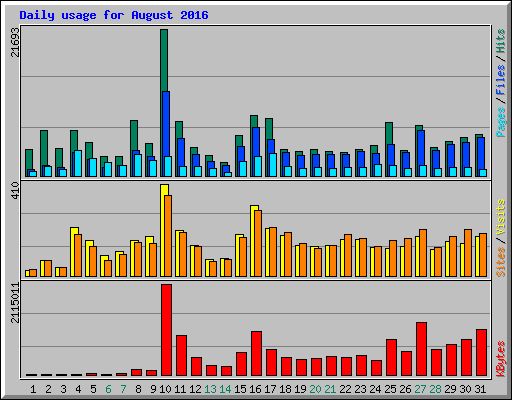 Daily usage for August 2016
21693
Pages / Files / Hits
410
Sites / Visits
2115011
KBytes
1 2 3 4 5 6 7 8 9 10 11 12 13 14 15 16 17 18 19 20 21 22 23 24 25 26 27 28 29 30 31